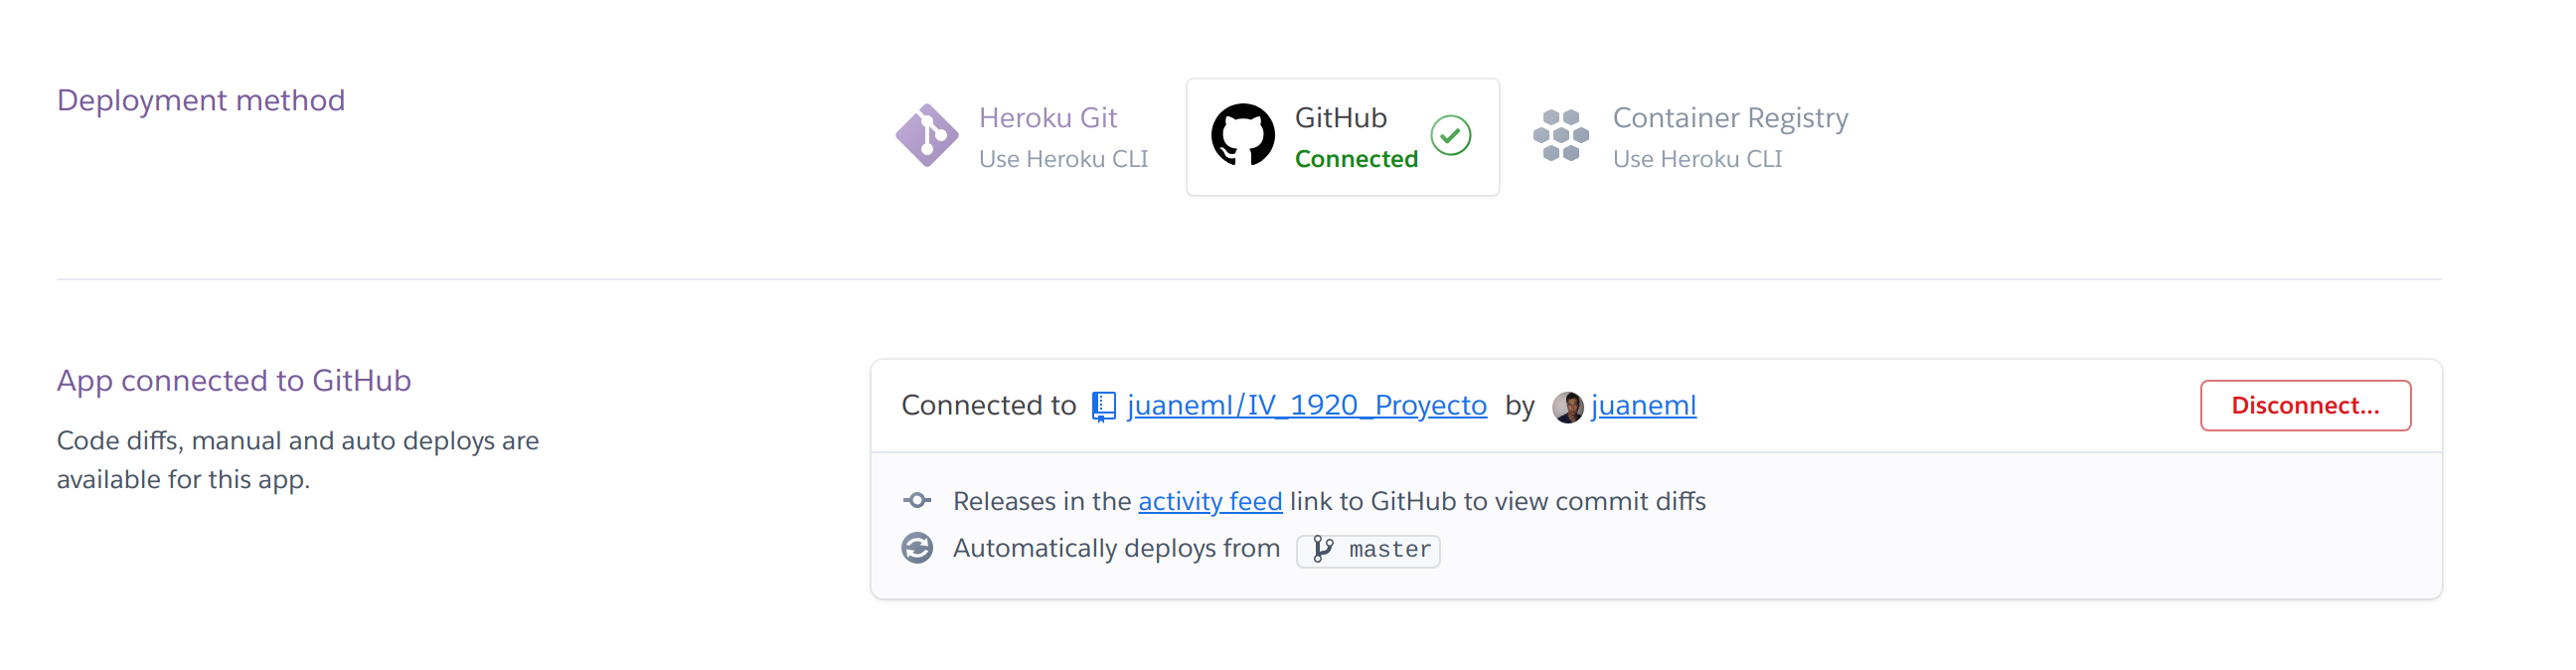 Deployment method
Heroku Git
Use Heroku CLI
GitHub
Connected
Container Registry
Use Heroku CLI
App connected to GitHub
Code diffs, manual and auto deploys are
available for this app.
Connected to juaneml/IV_1920_Proyecto by juaneml
Disconnect...
Releases in the activity feed link to GitHub to view commit diffs
Automatically deploys from master